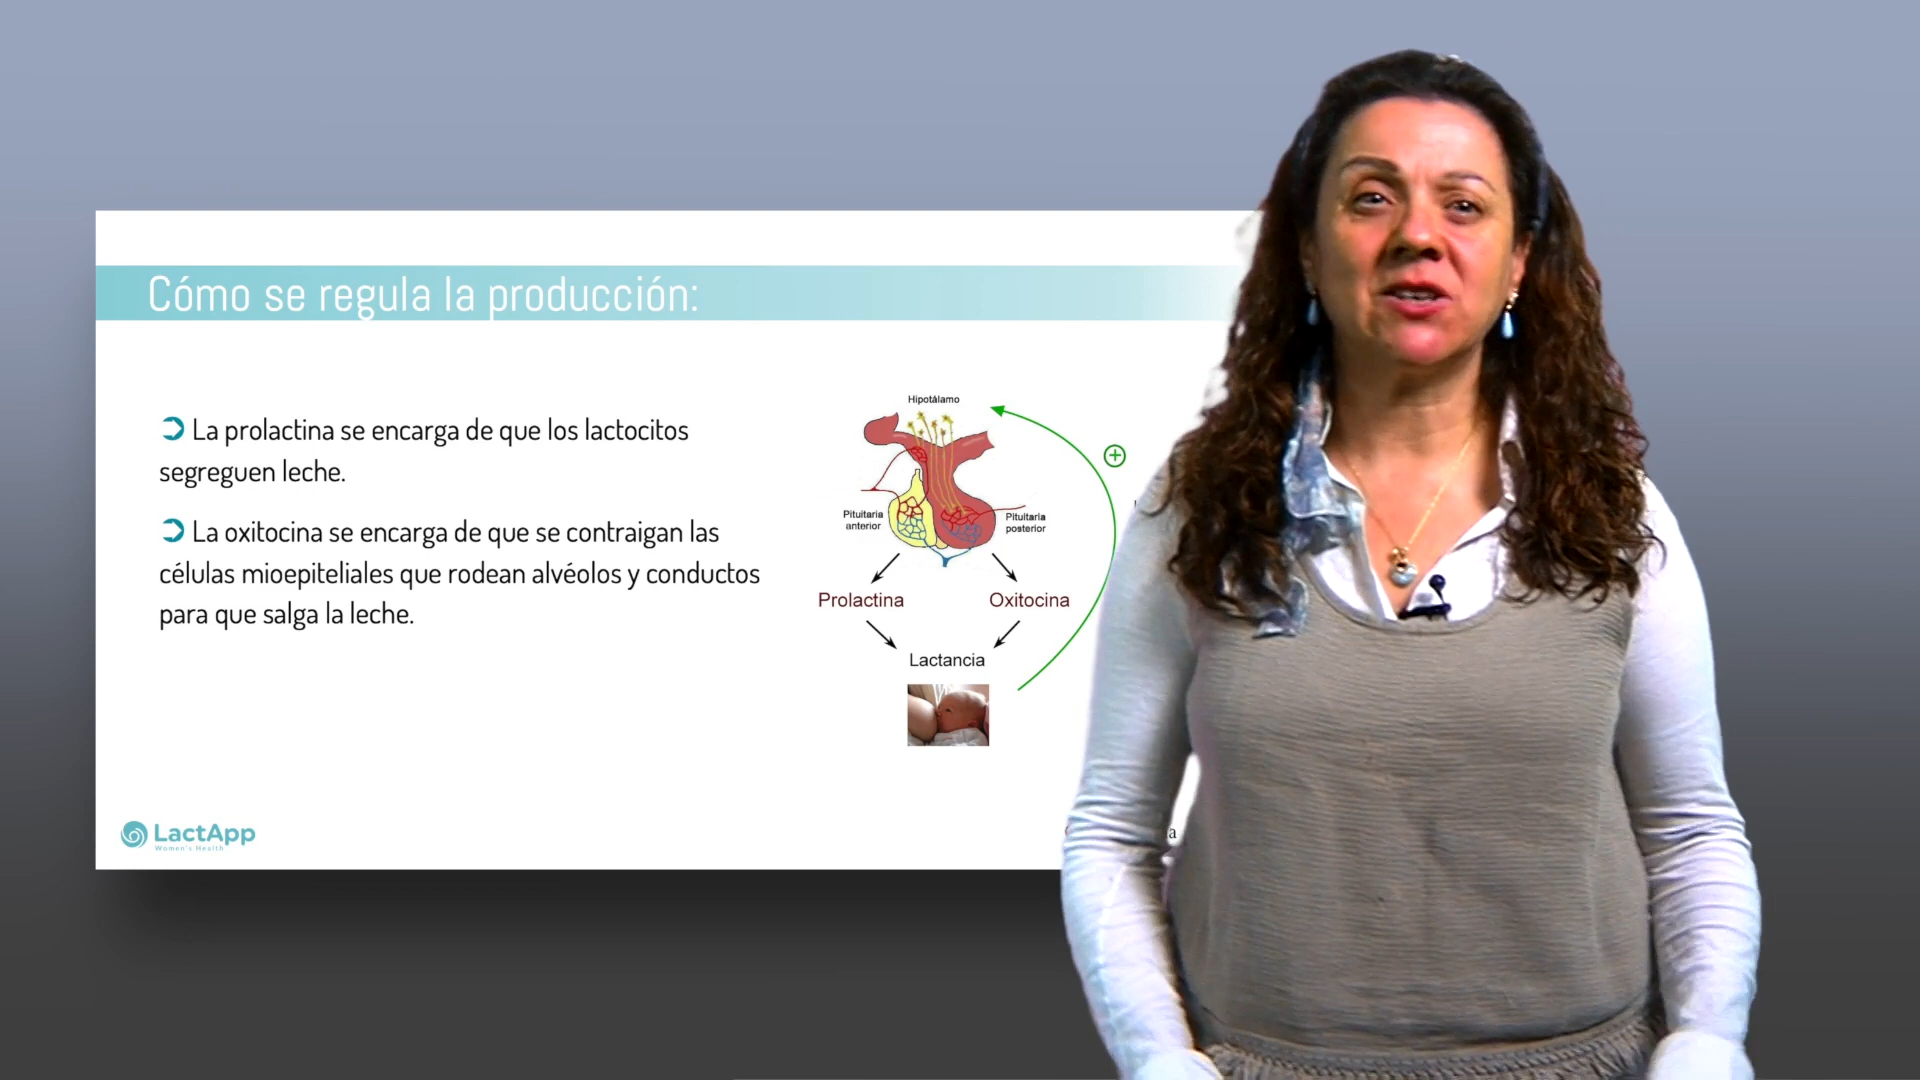 Cómo se regula la producción:
La prolactina se encarga de que los lactocitos
segreguen leche.
La oxitocina se encarga de que se contraigan las
células mioepiteliales que rodean alvéolos y conductos
para que salga la leche.
Hipotálamo
Pituitaria
anterior
Pituitaria
posterior
Prolactina
Oxitocina
Lactancia
LactApp
Women's Health